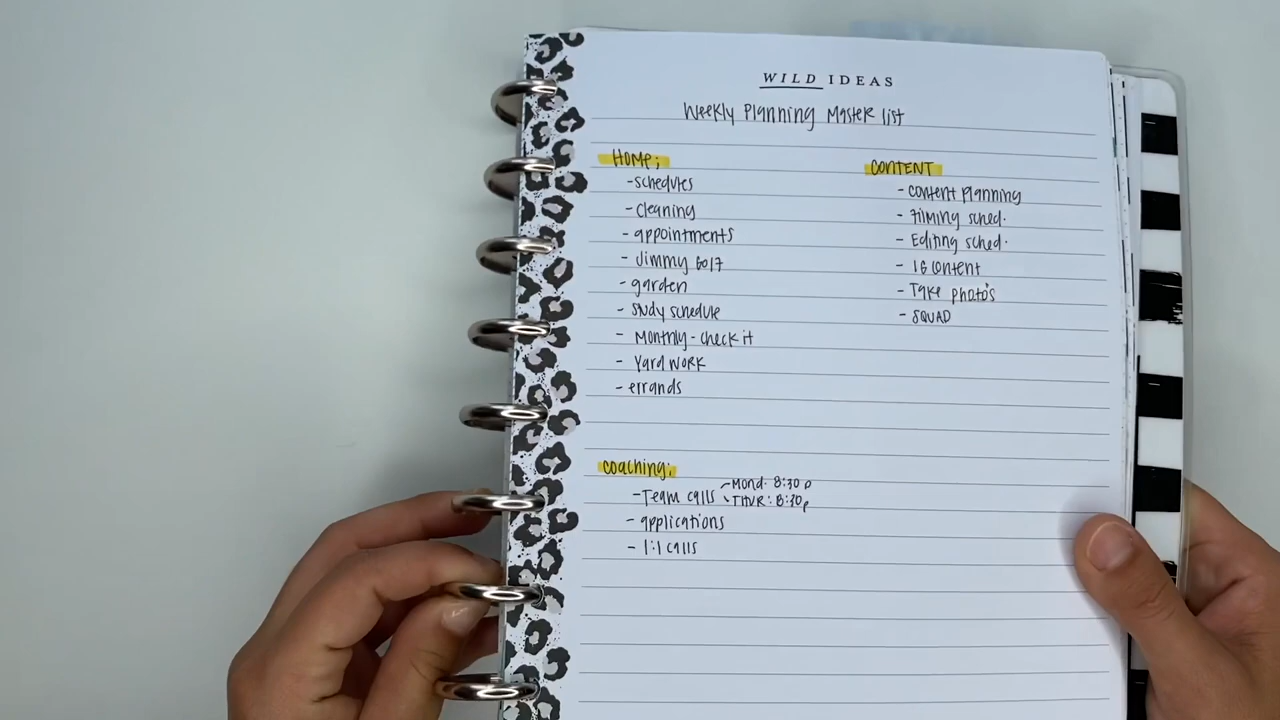 WILD IDEAS
Weekly Planning Master list
HOME;
- schedules
- cleaning
- appointments
- Jimmy
- garden
- study schedule
- Monthly - check it
- Yard WORK
- errands
CONTENT
- content planning
- filming sched.
- Editing sched.
- IG content
- Take photo's
- SQUAD
coaching;
- Team calls - Mond: 8:30 p
- THUR: 8:30p
- applications
- 1:1 calls